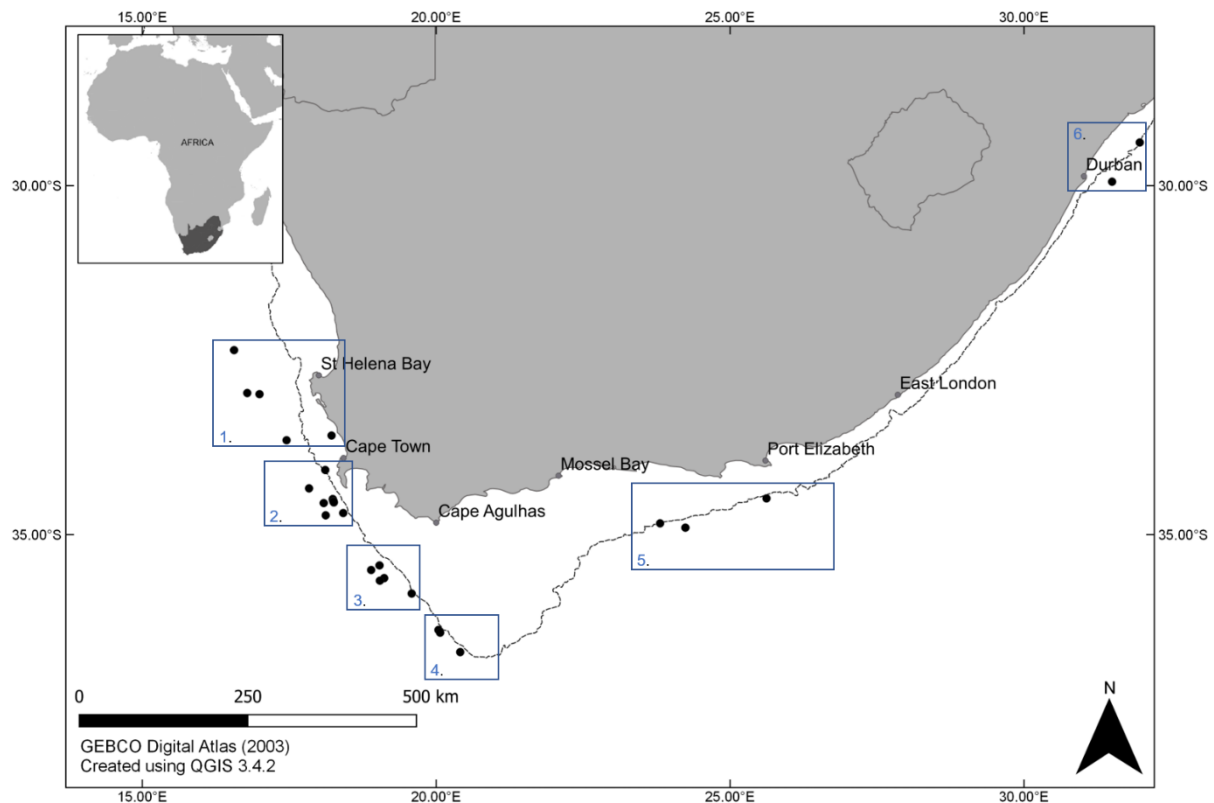 15.00°E
20.00°E
25.00°E
30.00°E
AFRICA
6.
Durban
30.00°S
30.00°S
St Helena Bay
East London
1.
Cape Town
Port Elizabeth
Mossel Bay
2.
Cape Agulhas
35.00°S
35.00°S
5.
3.
4.
N
0
250
500 km
GEBCO Digital Atlas (2003)
Created using QGIS 3.4.2
15.00°E
20.00°E
25.00°E
30.00°E